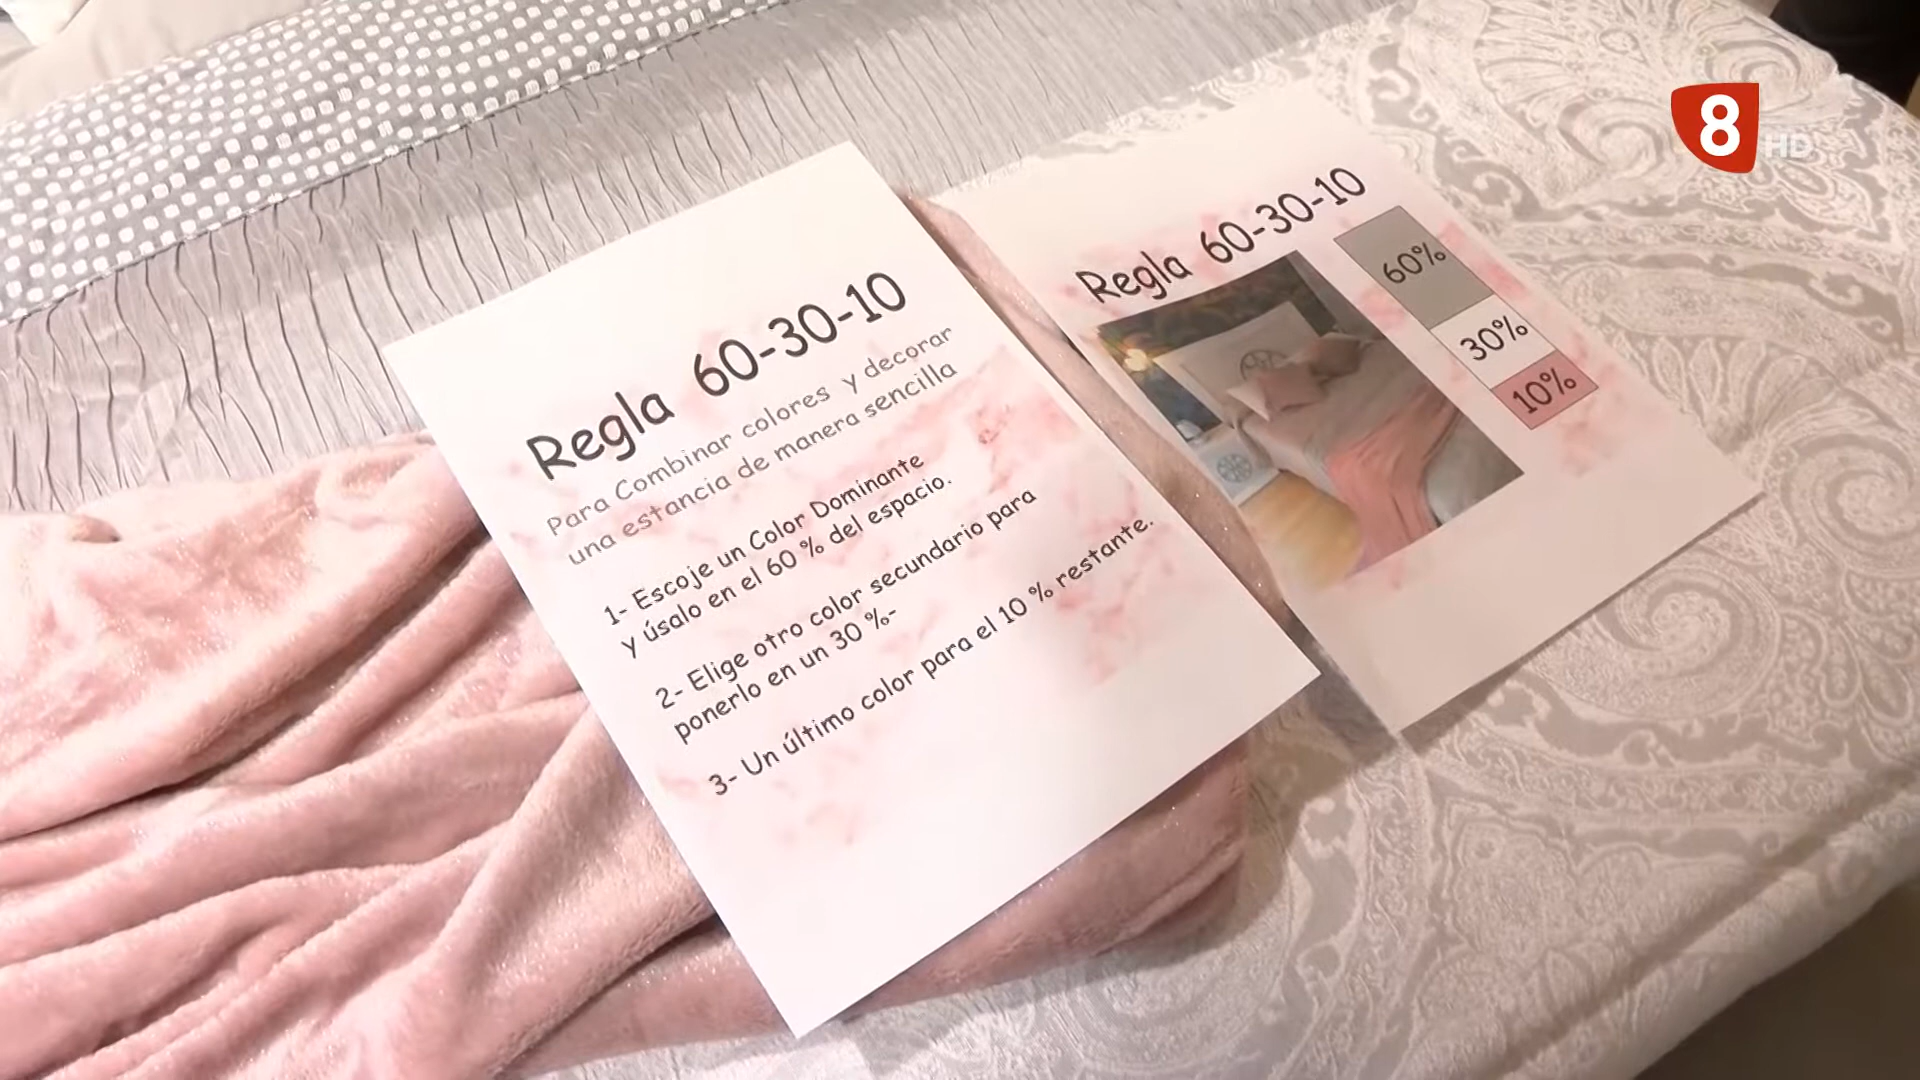 Regla 60-30-10
Para Combinar colores y decorar
una estancia de manera sencilla
1- Escoje un Color Dominante
y úsalo en el 60 % del espacio.
2- Elige otro color secundario para
ponerlo en un 30 %-
3- Un último color para el 10 % restante.
Regla 60-30-10
60%
30%
10%
8 HD